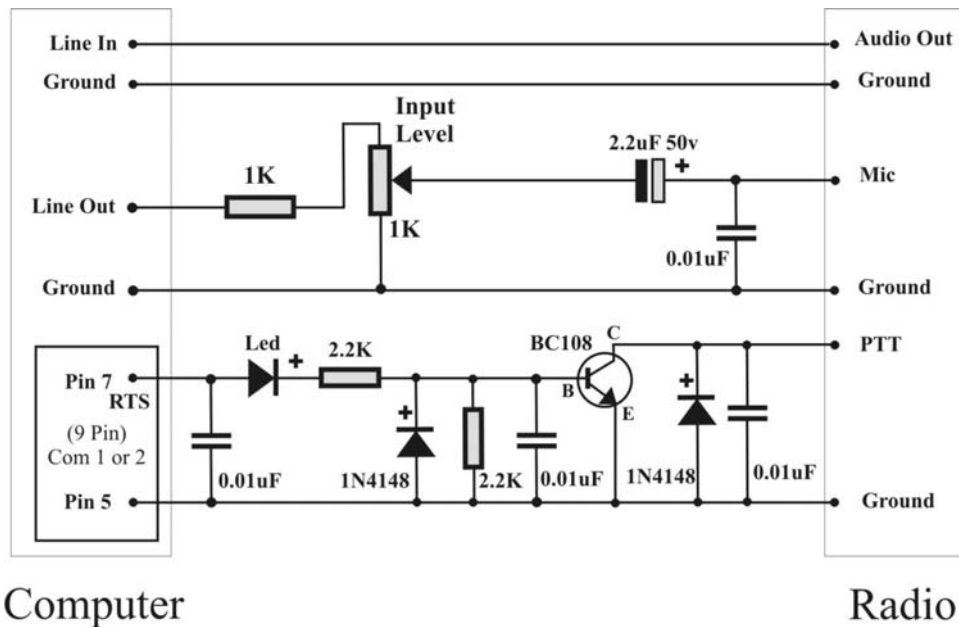 Line In
Audio Out
Ground
Ground
Input
Level
2.2uF 50v
+
1K
Mic
Line Out
1K
0.01uF
Ground
Ground
Led
BC108
C
PTT
+
2.2K
Pin 7
RTS
B
+
+
E
(9 Pin)
Com 1 or 2
0.01uF
1N4148
2.2K
0.01uF
1N4148
0.01uF
Pin 5
Ground
Computer
Radio